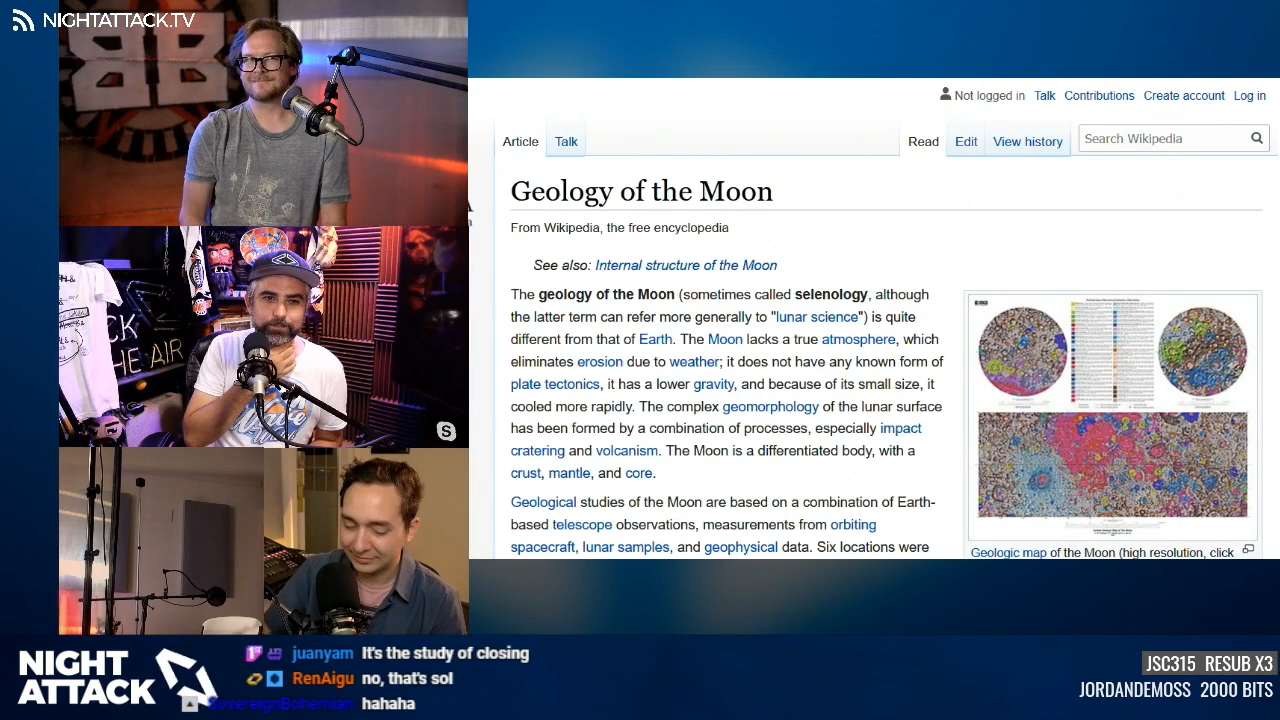 NIGHTATTACK.TV
Not logged in Talk Contributions Create account Log in
Article Talk Read Edit View history Search Wikipedia
Geology of the Moon
From Wikipedia, the free encyclopedia
See also: Internal structure of the Moon
The geology of the Moon (sometimes called selenology, although
the latter term can refer more generally to "lunar science") is quite
different from that of Earth. The Moon lacks a true atmosphere, which
eliminates erosion due to weather; it does not have any known form of
plate tectonics, it has a lower gravity, and because of its small size, it
cooled more rapidly. The complex geomorphology of the lunar surface
has been formed by a combination of processes, especially impact
cratering and volcanism. The Moon is a differentiated body, with a
crust, mantle, and core.
Geological studies of the Moon are based on a combination of Earth-
based telescope observations, measurements from orbiting
spacecraft, lunar samples, and geophysical data. Six locations were
Geologic map of the Moon (high resolution, click
HE AIR
NIGHT
ATTACK
juanyam It's the study of closing
RenAigu no, that's sol
SovereignBohemian hahaha
JSC315 RESUB X3
JORDANDEMOSS 2000 BITS